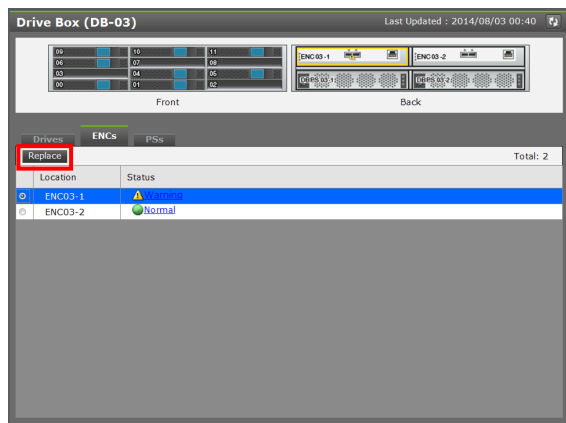 Drive Box (DB-03)
Last Updated : 2014/08/03 00:40
09 10 11
06 07 08
03 04 05
00 01 02
ENC03-1 ENC03-2
DBPS03-1 DBPS03-2
Front
Back
Drives ENCs PSs
Replace
Total: 2
Location Status
ENC03-1 Warning
ENC03-2 Normal